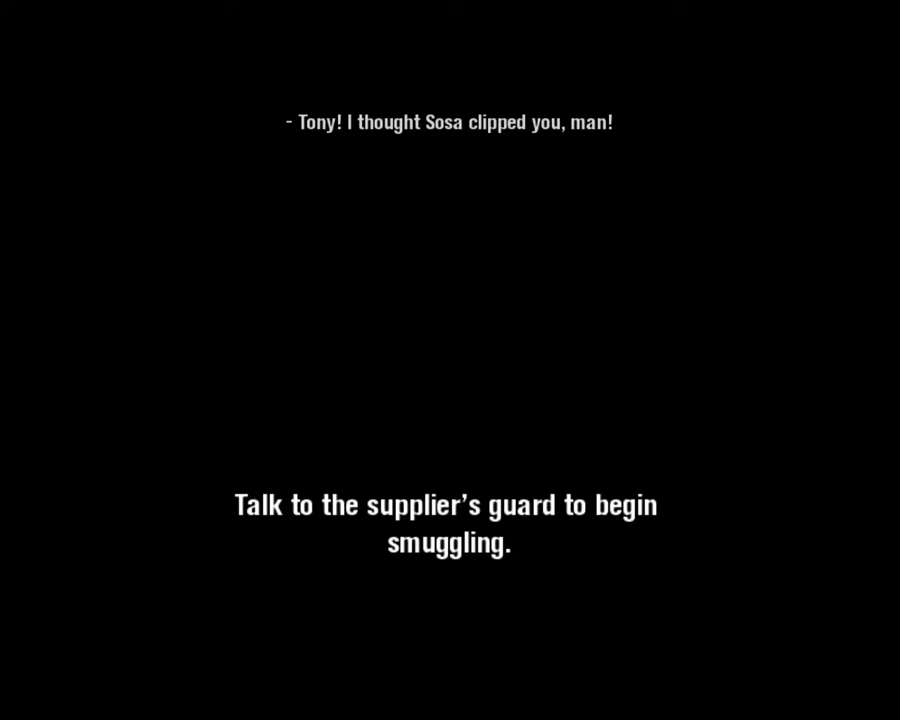 - Tony! I thought Sosa clipped you, man!
Talk to the supplier’s guard to begin
smuggling.